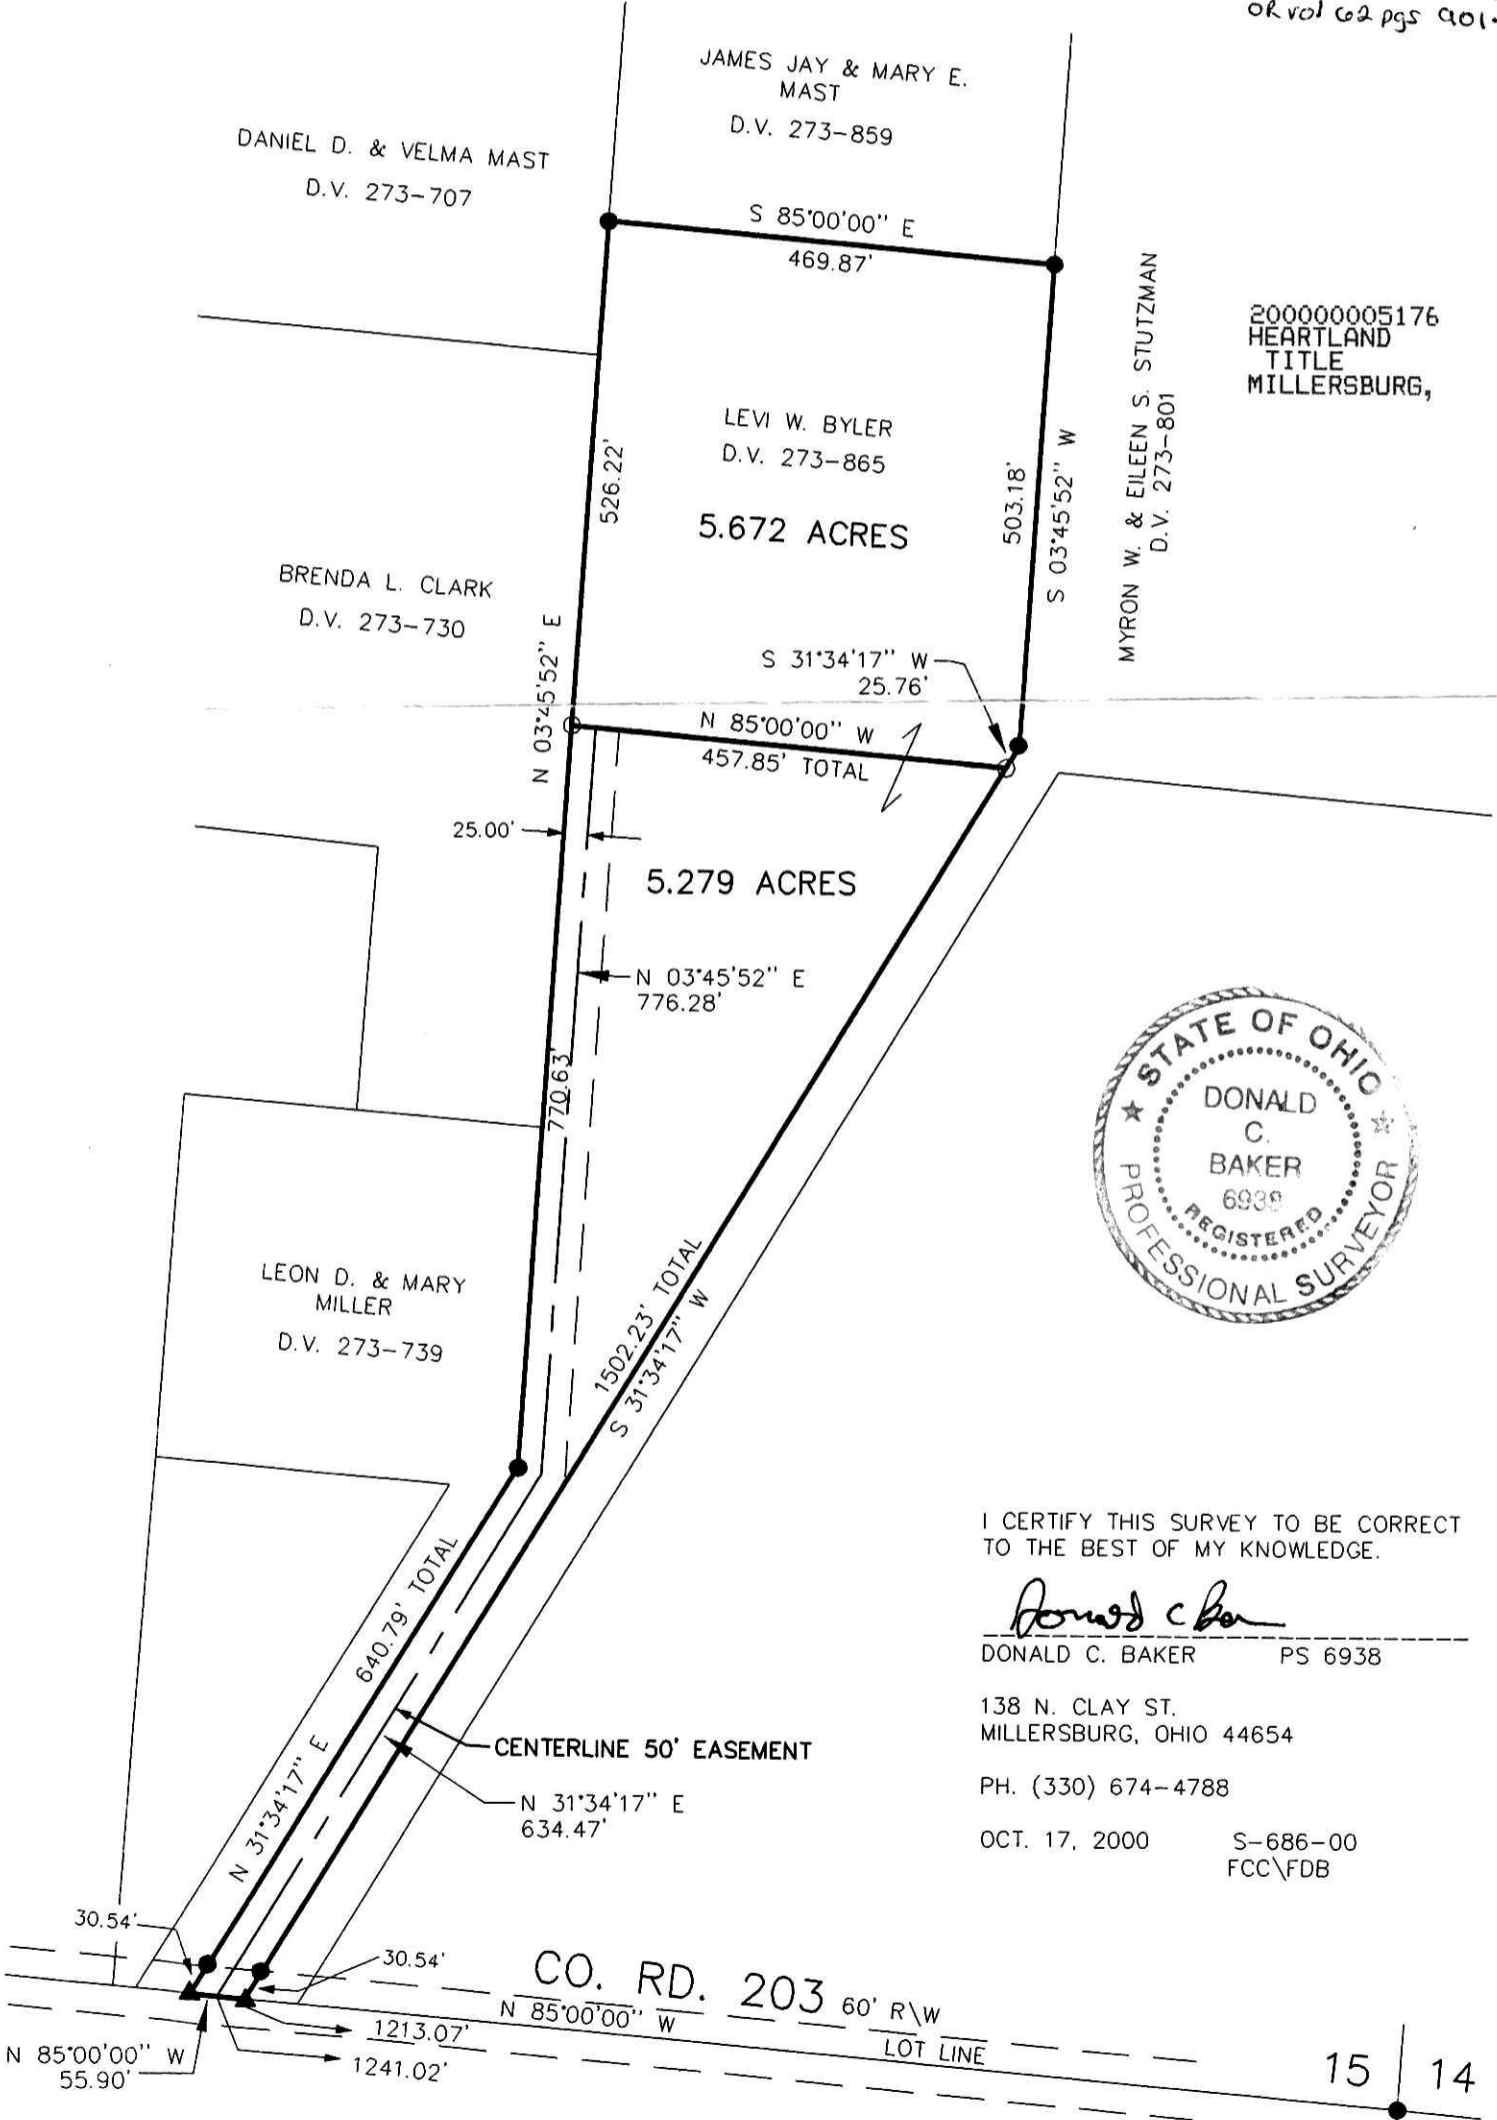 OR vol 62 pgs 901-
JAMES JAY & MARY E.
MAST
D.V. 273-859
DANIEL D. & VELMA MAST
D.V. 273-707
S 85°00'00" E
469.87'
200000005176
HEARTLAND
TITLE
MILLERSBURG,
MYRON W. & EILEEN S. STUTZMAN
D.V. 273-801
LEVI W. BYLER
D.V. 273-865
5.672 ACRES
526.22'
503.18'
S 03°45'52" W
BRENDA L. CLARK
D.V. 273-730
N 03°45'52" E
S 31°34'17" W
25.76'
N 85°00'00" W
457.85' TOTAL
25.00'
5.279 ACRES
N 03°45'52" E
776.28'
770.63'
STATE OF OHIO
DONALD
C.
BAKER
6938
REGISTERED
PROFESSIONAL SURVEYOR
LEON D. & MARY
MILLER
D.V. 273-739
1502.23' TOTAL
S 31°34'17" W
I CERTIFY THIS SURVEY TO BE CORRECT
TO THE BEST OF MY KNOWLEDGE.
DONALD C. BAKER PS 6938
138 N. CLAY ST.
MILLERSBURG, OHIO 44654
PH. (330) 674-4788
OCT. 17, 2000 S-686-00
FCC\FDB
640.79' TOTAL
N 31°34'17" E
CENTERLINE 50' EASEMENT
N 31°34'17" E
634.47'
30.54'
30.54'
CO. RD. 203 60' R\W
N 85°00'00" W
LOT LINE
1213.07'
1241.02'
N 85°00'00" W
55.90'
15 14